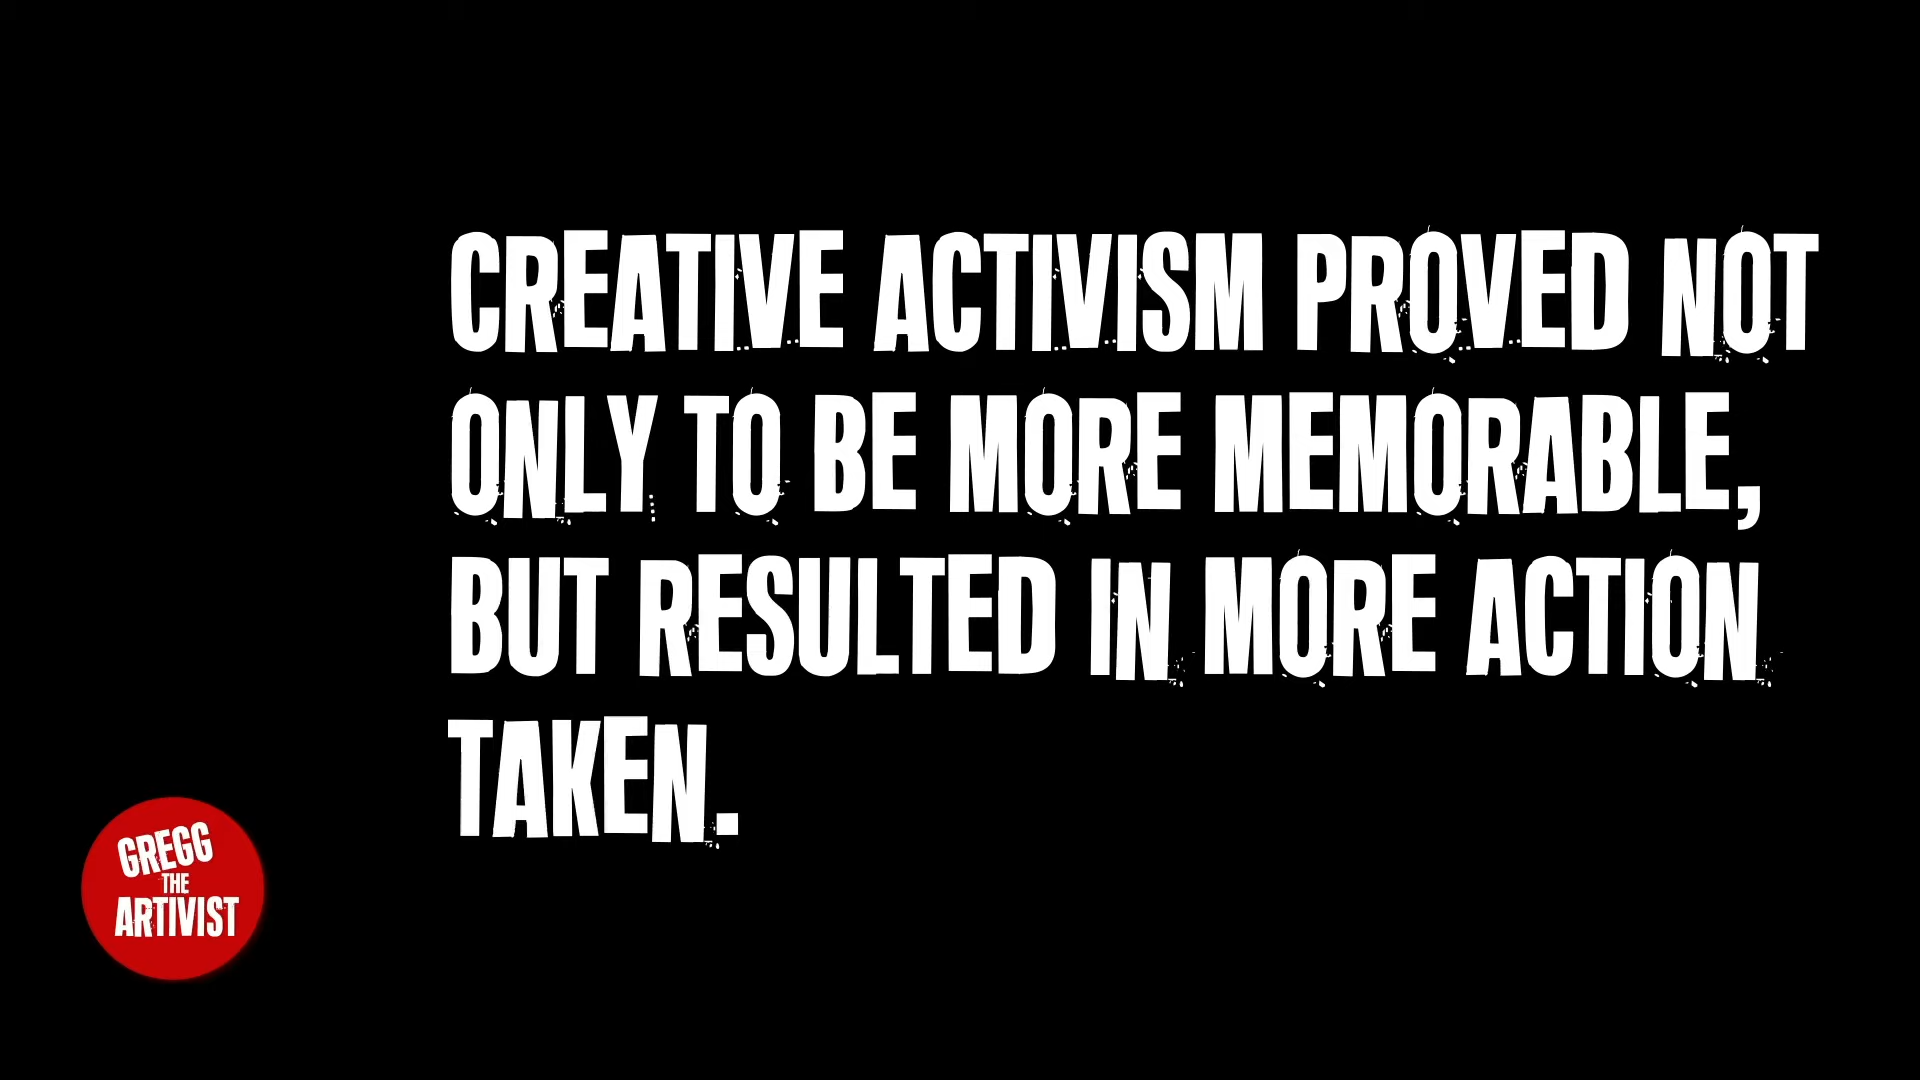 CREATIVE ACTIVISM PROVED NOT
ONLY TO BE MORE MEMORABLE,
BUT RESULTED IN MORE ACTION
TAKEN.
GREGG
THE
ARTIVIST